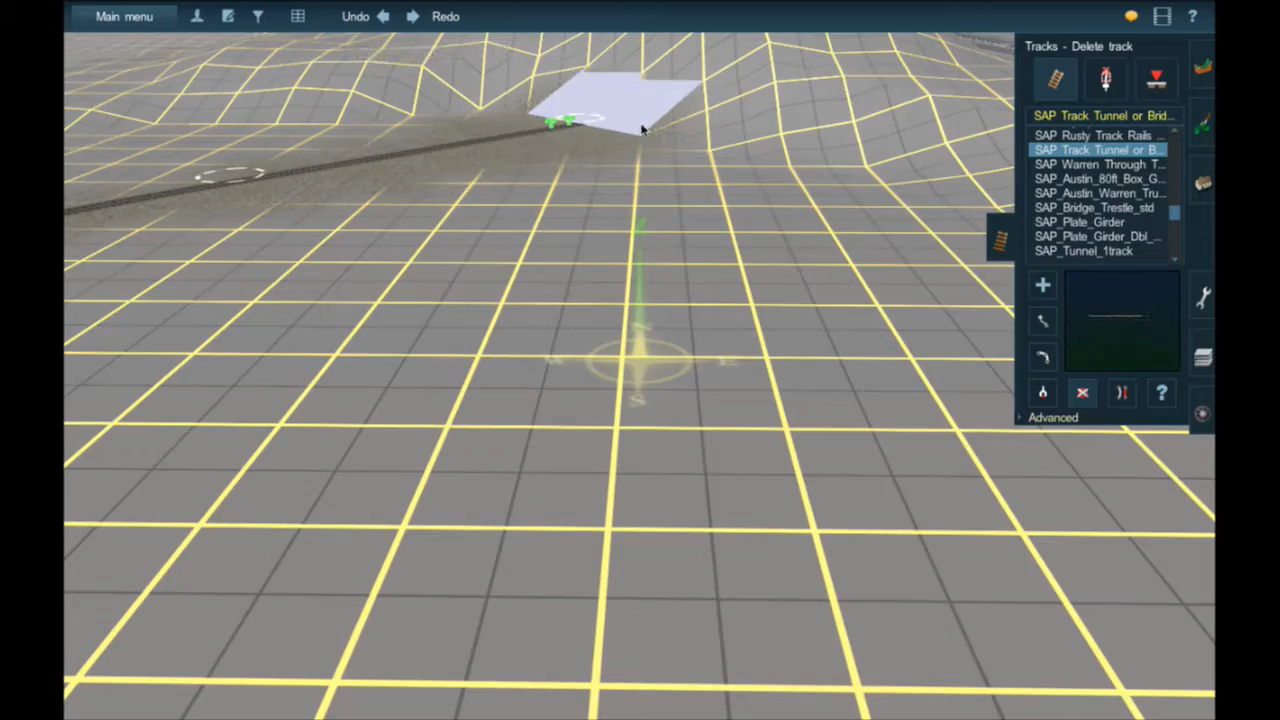 Main menu
Undo
Redo
?
Tracks - Delete track
SAP Track Tunnel or Brid...
SAP Rusty Track Rails ...
SAP Track Tunnel or B...
SAP Warren Through T...
SAP_Austin_80ft_Box_G...
SAP_Austin_Warren_Tru...
SAP_Bridge_Trestle_std
SAP_Plate_Girder
SAP_Plate_Girder_Dbl_...
SAP_Tunnel_1track
?
Advanced
S